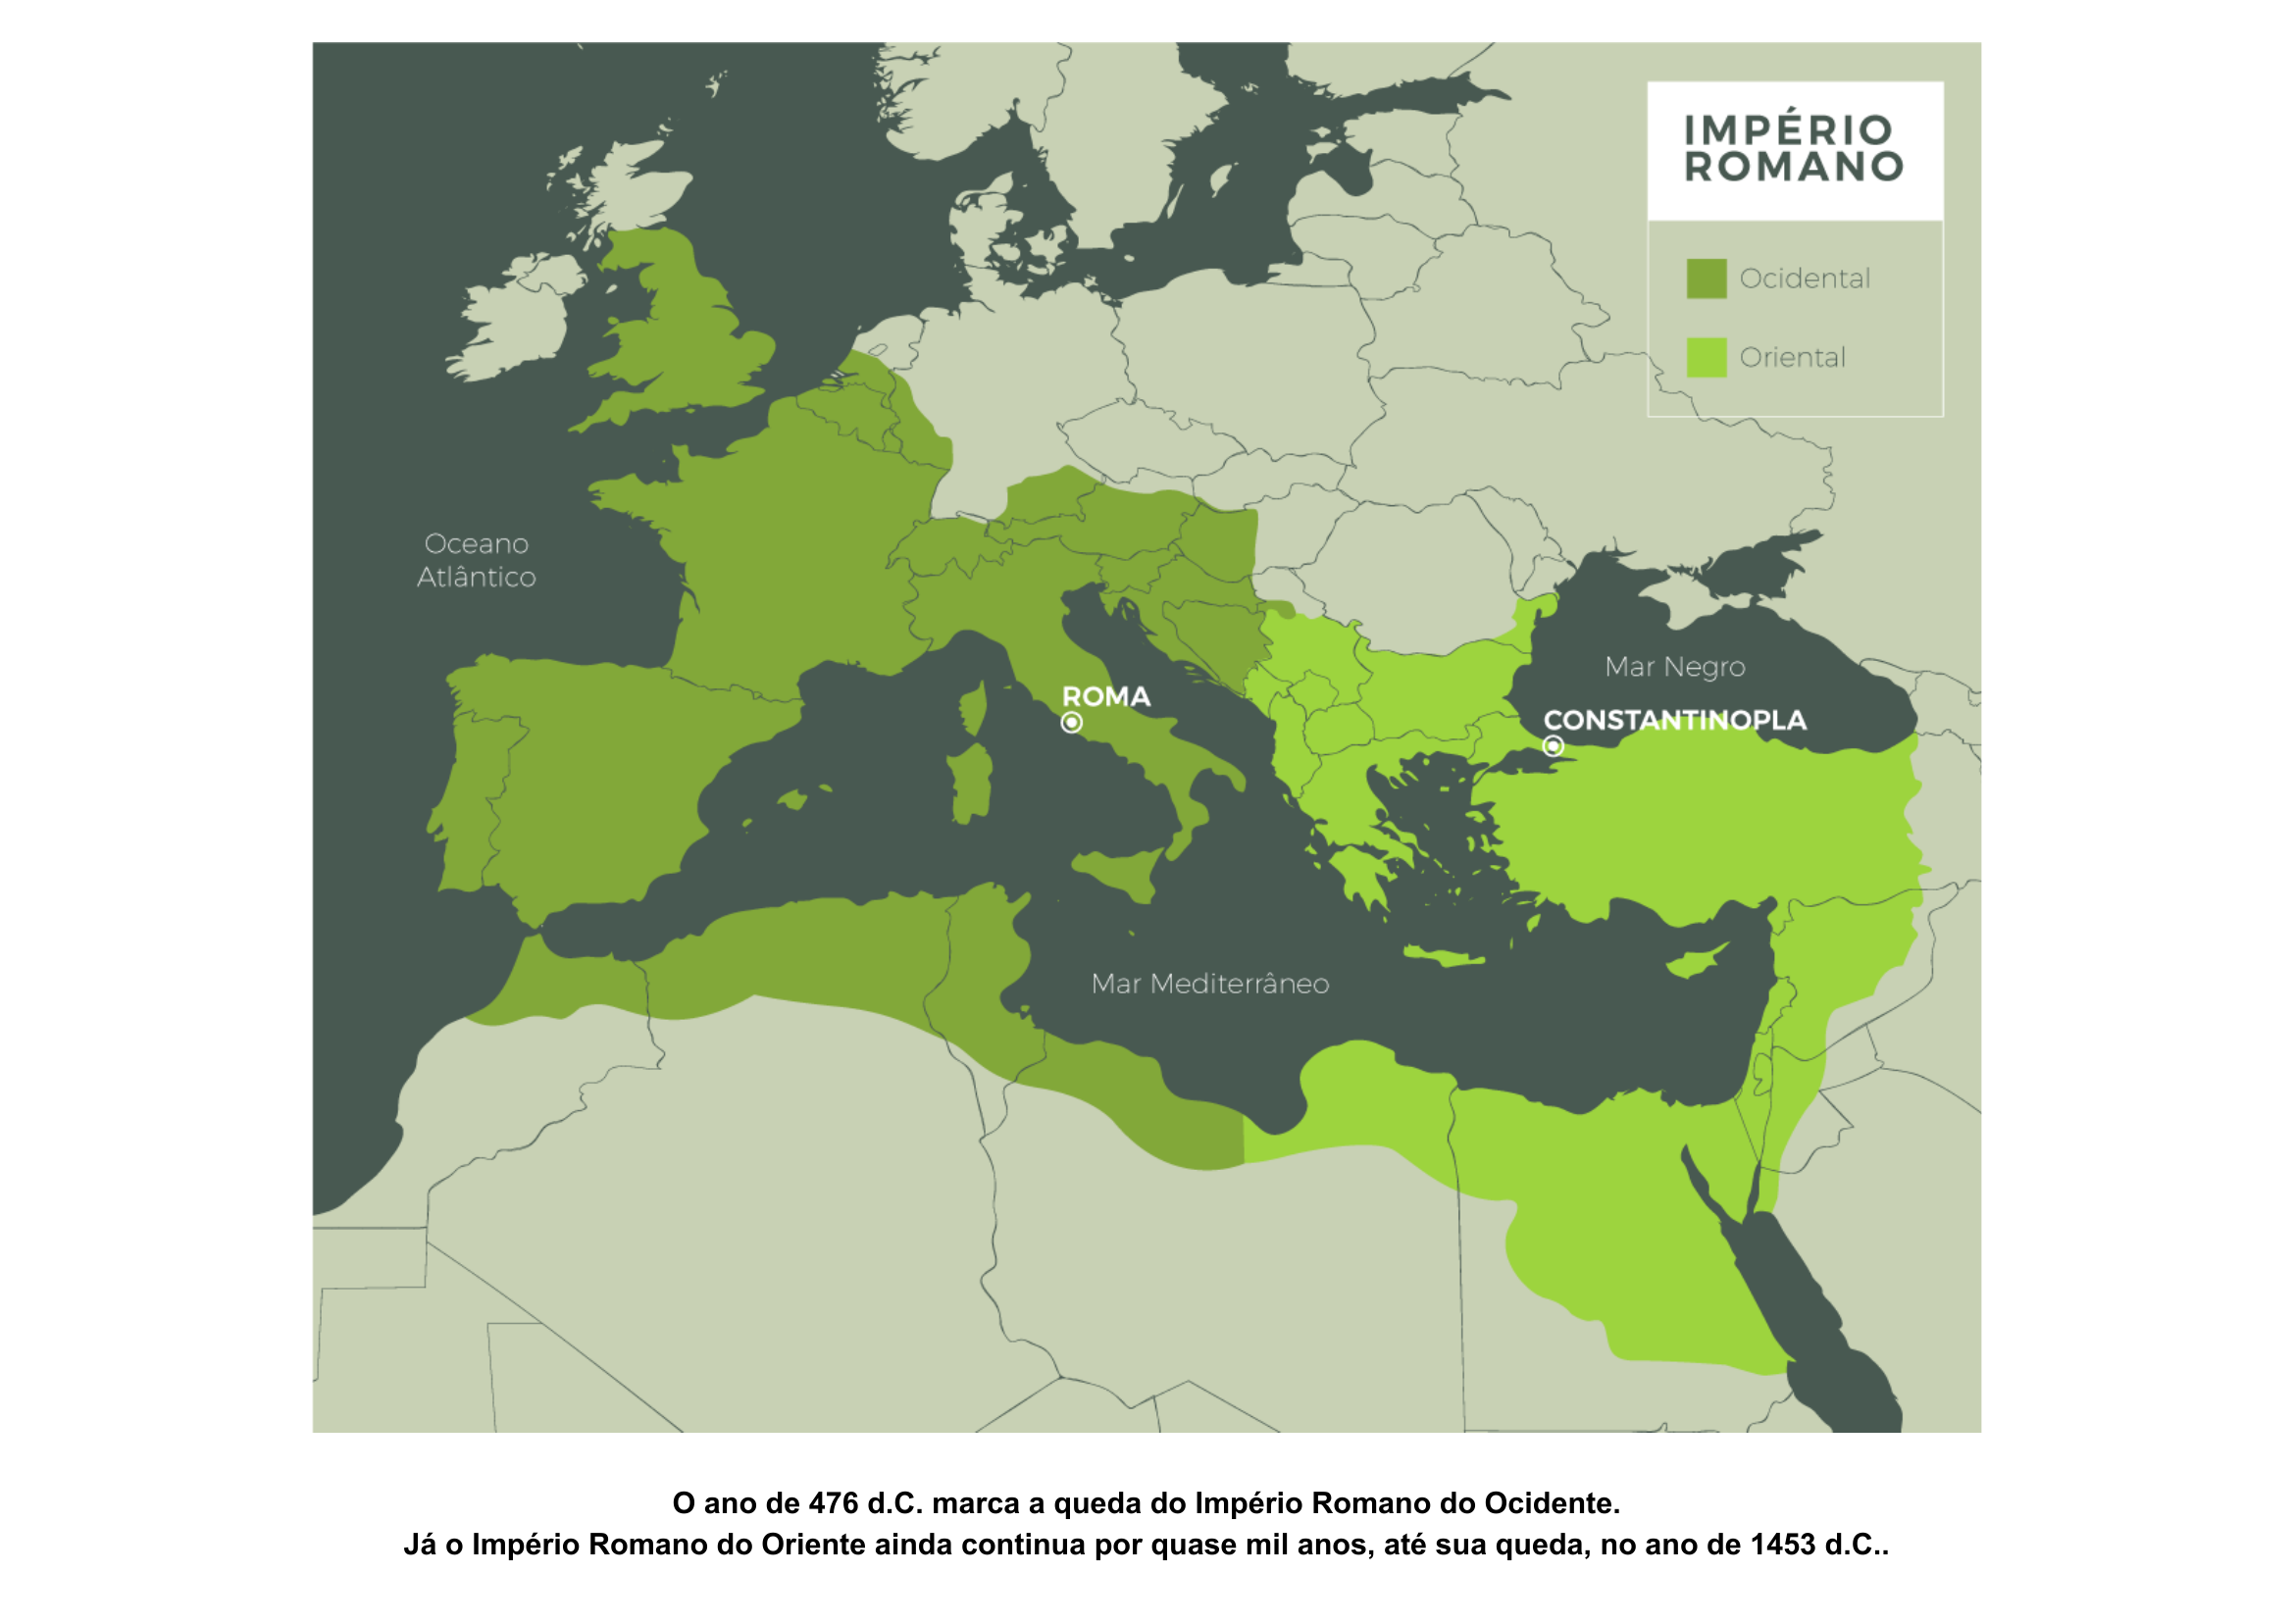 IMPÉRIO
ROMANO
Ocidental
Oriental
Oceano
Atlântico
Mar Negro
ROMA
CONSTANTINOPLA
Mar Mediterrâneo
O ano de 476 d.C. marca a queda do Império Romano do Ocidente.
Já o Império Romano do Oriente ainda continua por quase mil anos, até sua queda, no ano de 1453 d.C..